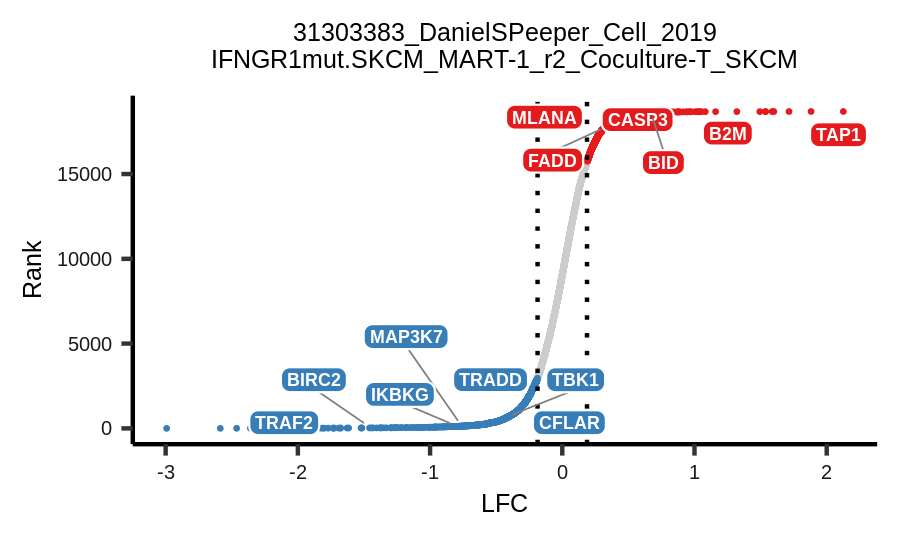 31303383_DanielSPeeper_Cell_2019
IFNGR1mut.SKCM_MART-1_r2_Coculture-T_SKCM
MLANA
CASP3
B2M
TAP1
FADD
BID
15000
10000
5000
0
Rank
MAP3K7
BIRC2
IKBKG
TRADD
TBK1
TRAF2
CFLAR
-3
-2
-1
0
1
2
LFC